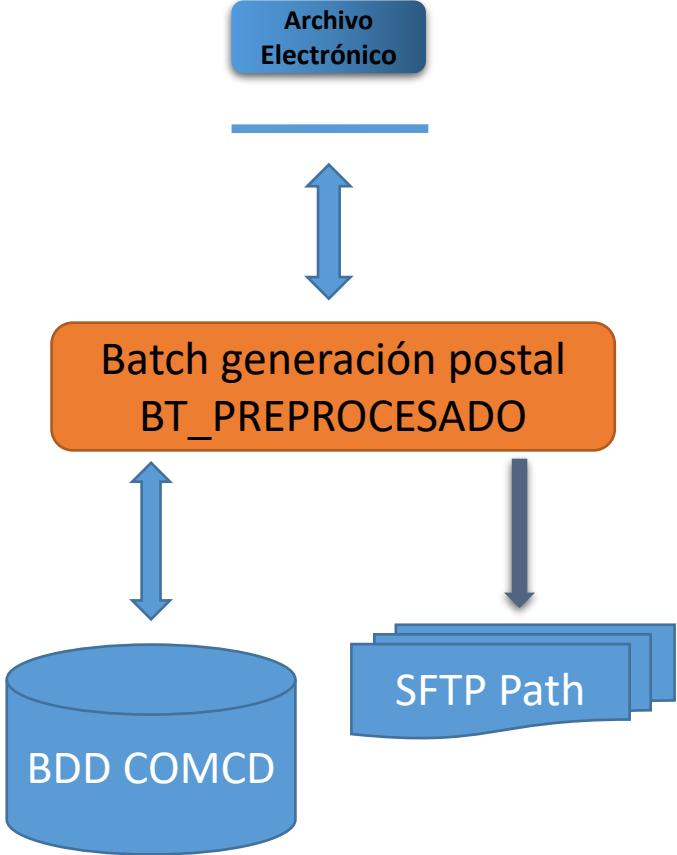 Archivo
Electrónico
Batch generación postal
BT_PREPROCESADO
SFTP Path
BDD COMCD